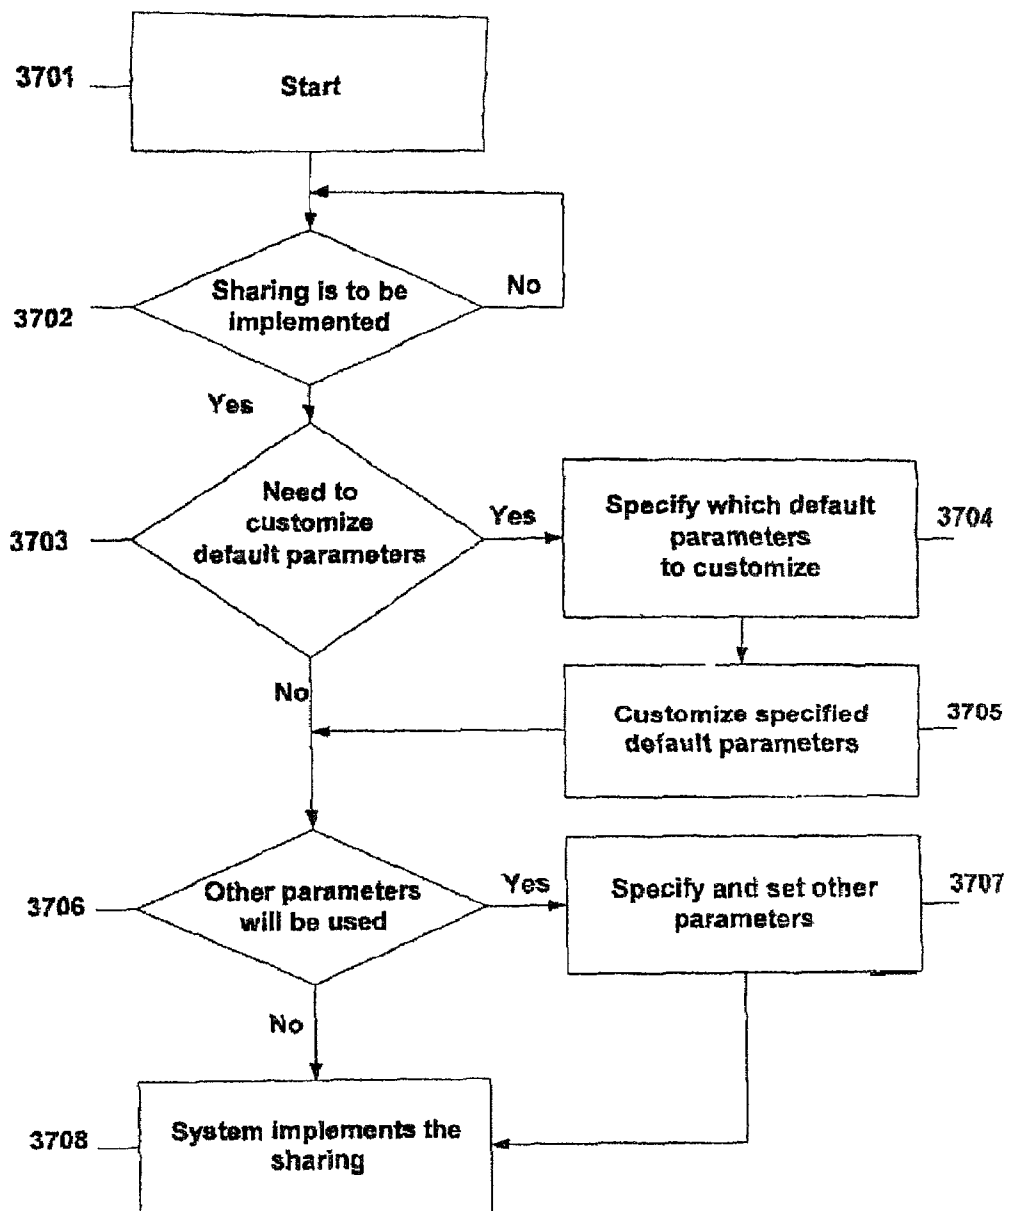 3701
Start
No
Sharing is to be
implemented
3702
Yes
Need to
customize
default parameters
3703
Yes
Specify which default
parameters
to customize
3704
No
Customize specified
default parameters
3705
Other parameters
will be used
3706
Yes
Specify and set other
parameters
3707
No
System implements the
sharing
3708